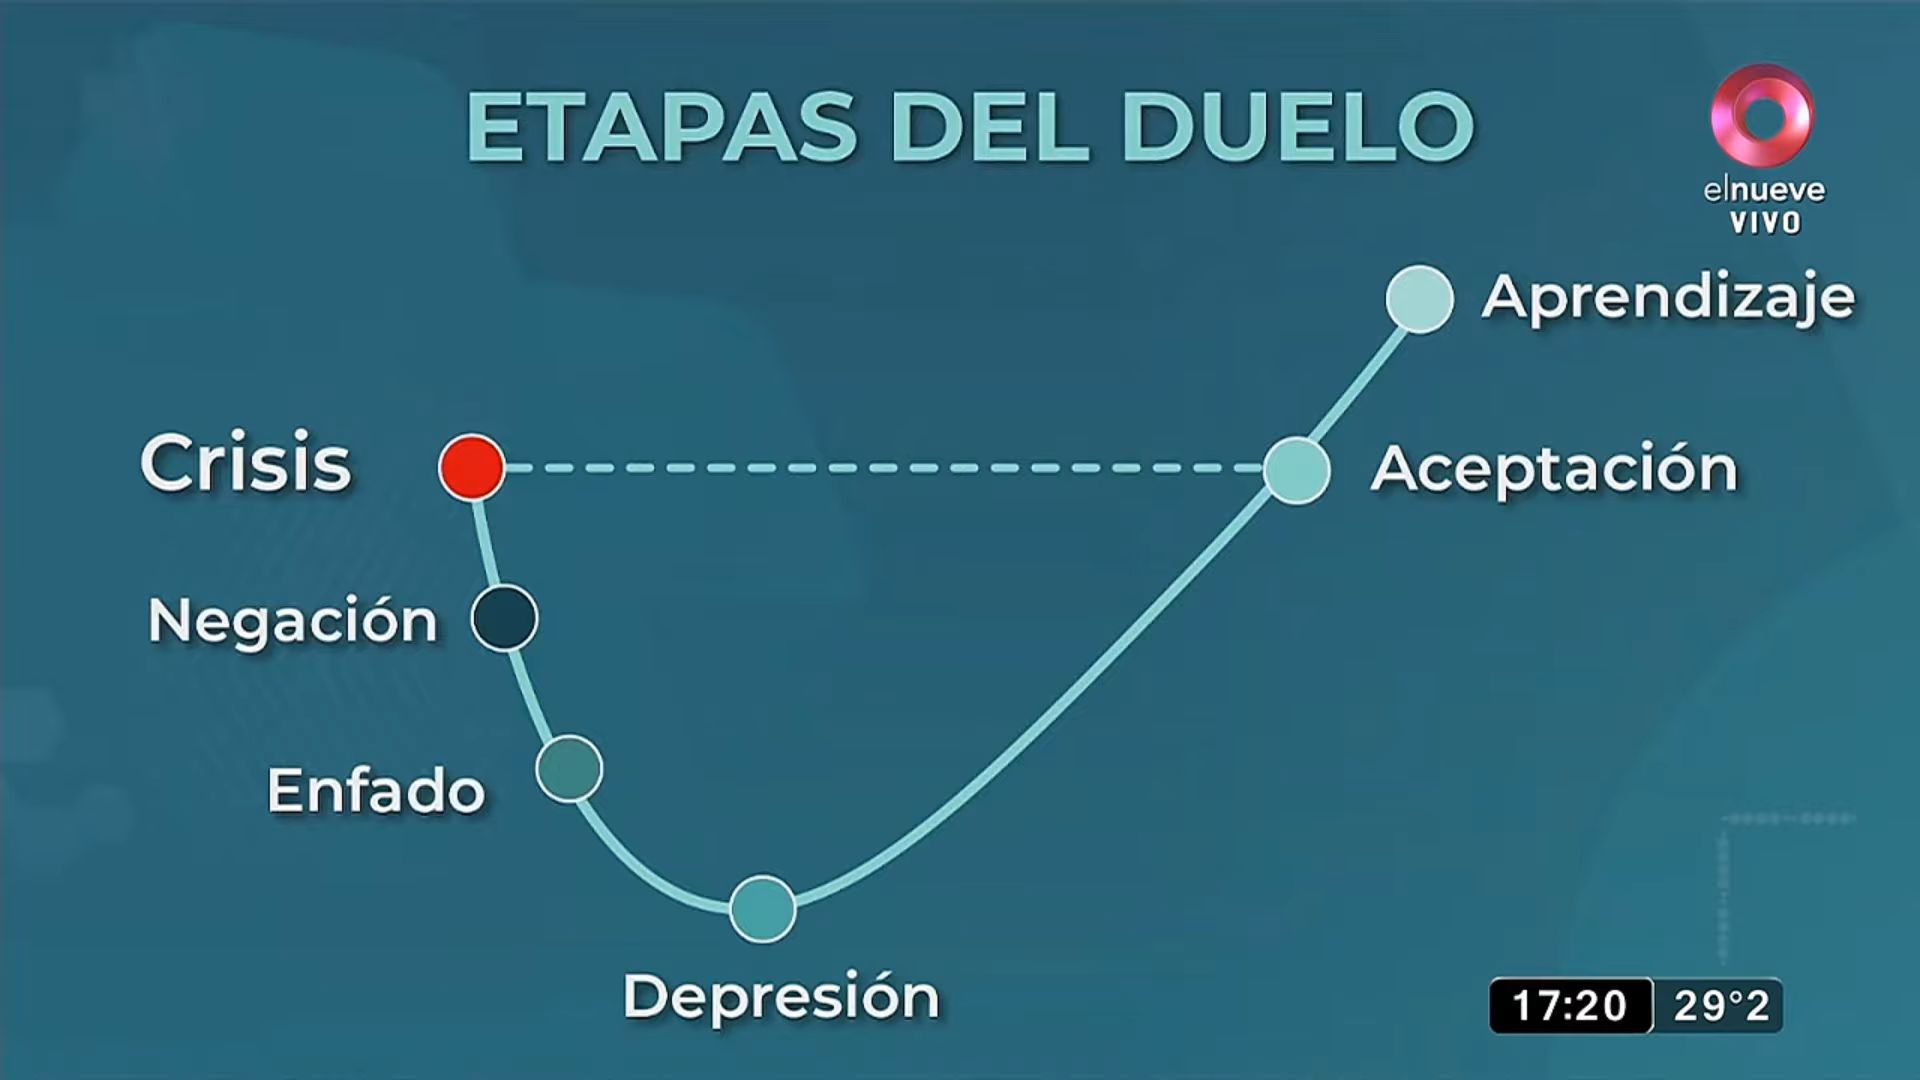 ETAPAS DEL DUELO
elnueve
VIVO
Aprendizaje
Crisis
Aceptación
Negación
Enfado
Depresión
17:20 29°2